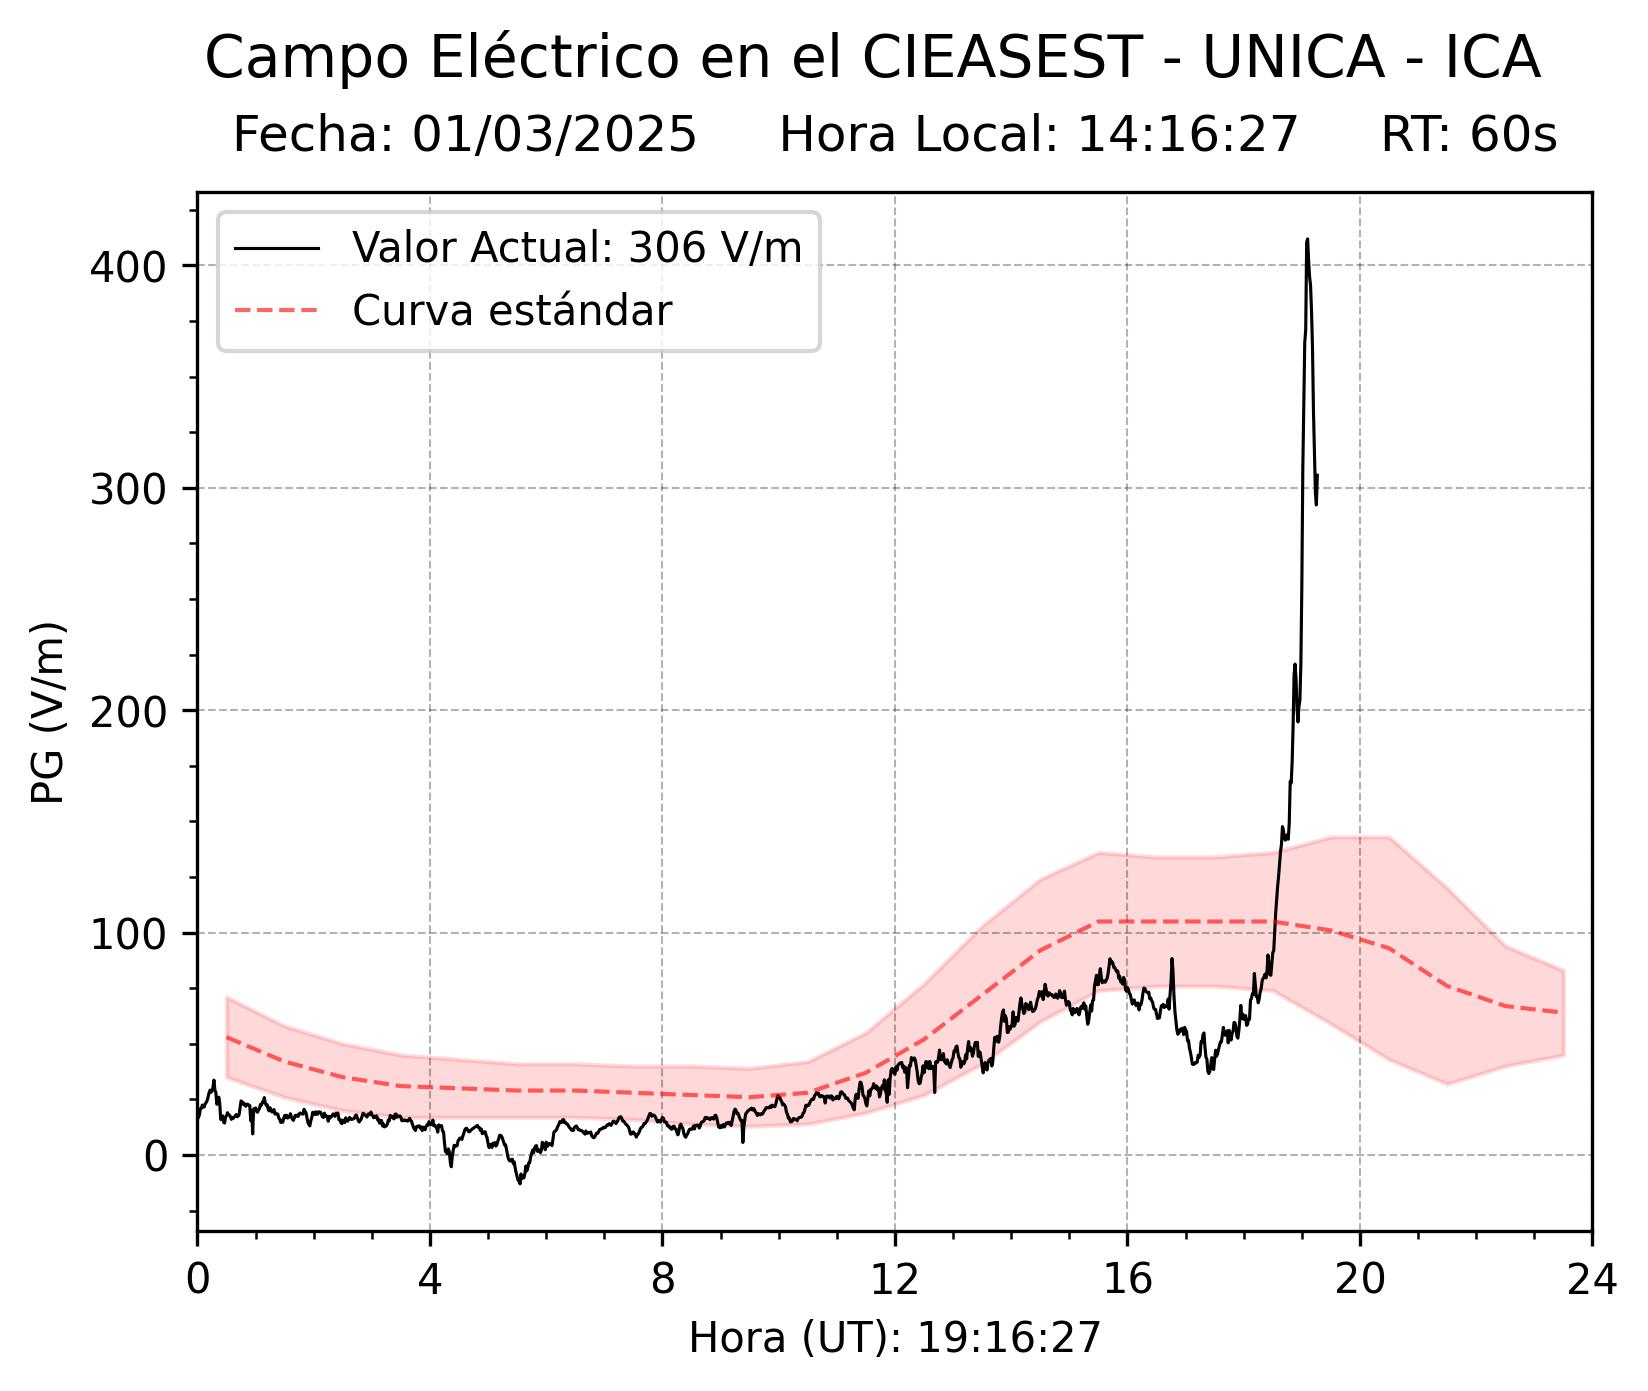 Campo Eléctrico en el CIEASEST - UNICA - ICA
Fecha: 01/03/2025 Hora Local: 14:16:27 RT: 60s
Valor Actual: 306 V/m
Curva estándar
PG (V/m)
400
300
200
100
0
0 4 8 12 16 20 24
Hora (UT): 19:16:27